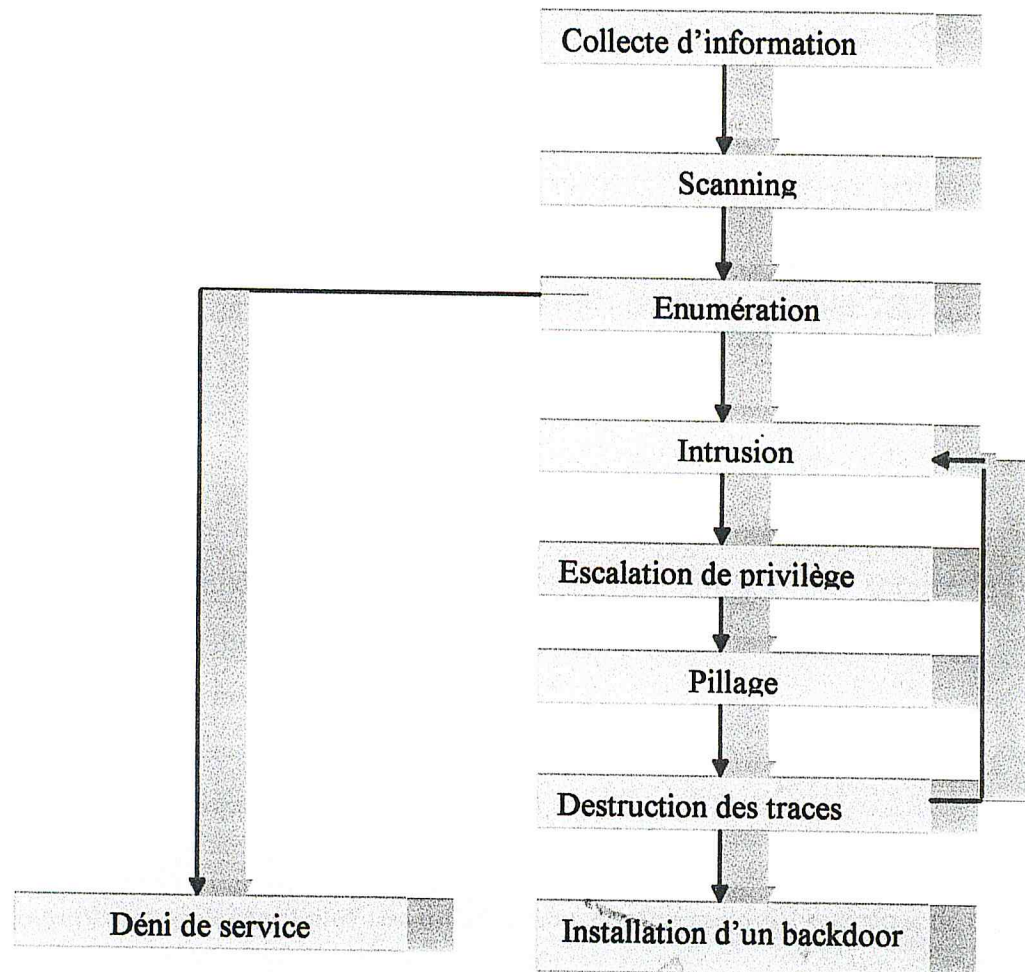 Collecte d'information
Scanning
Enumération
Intrusion
Escalation de privilège
Pillage
Destruction des traces
Déni de service
Installation d'un backdoor